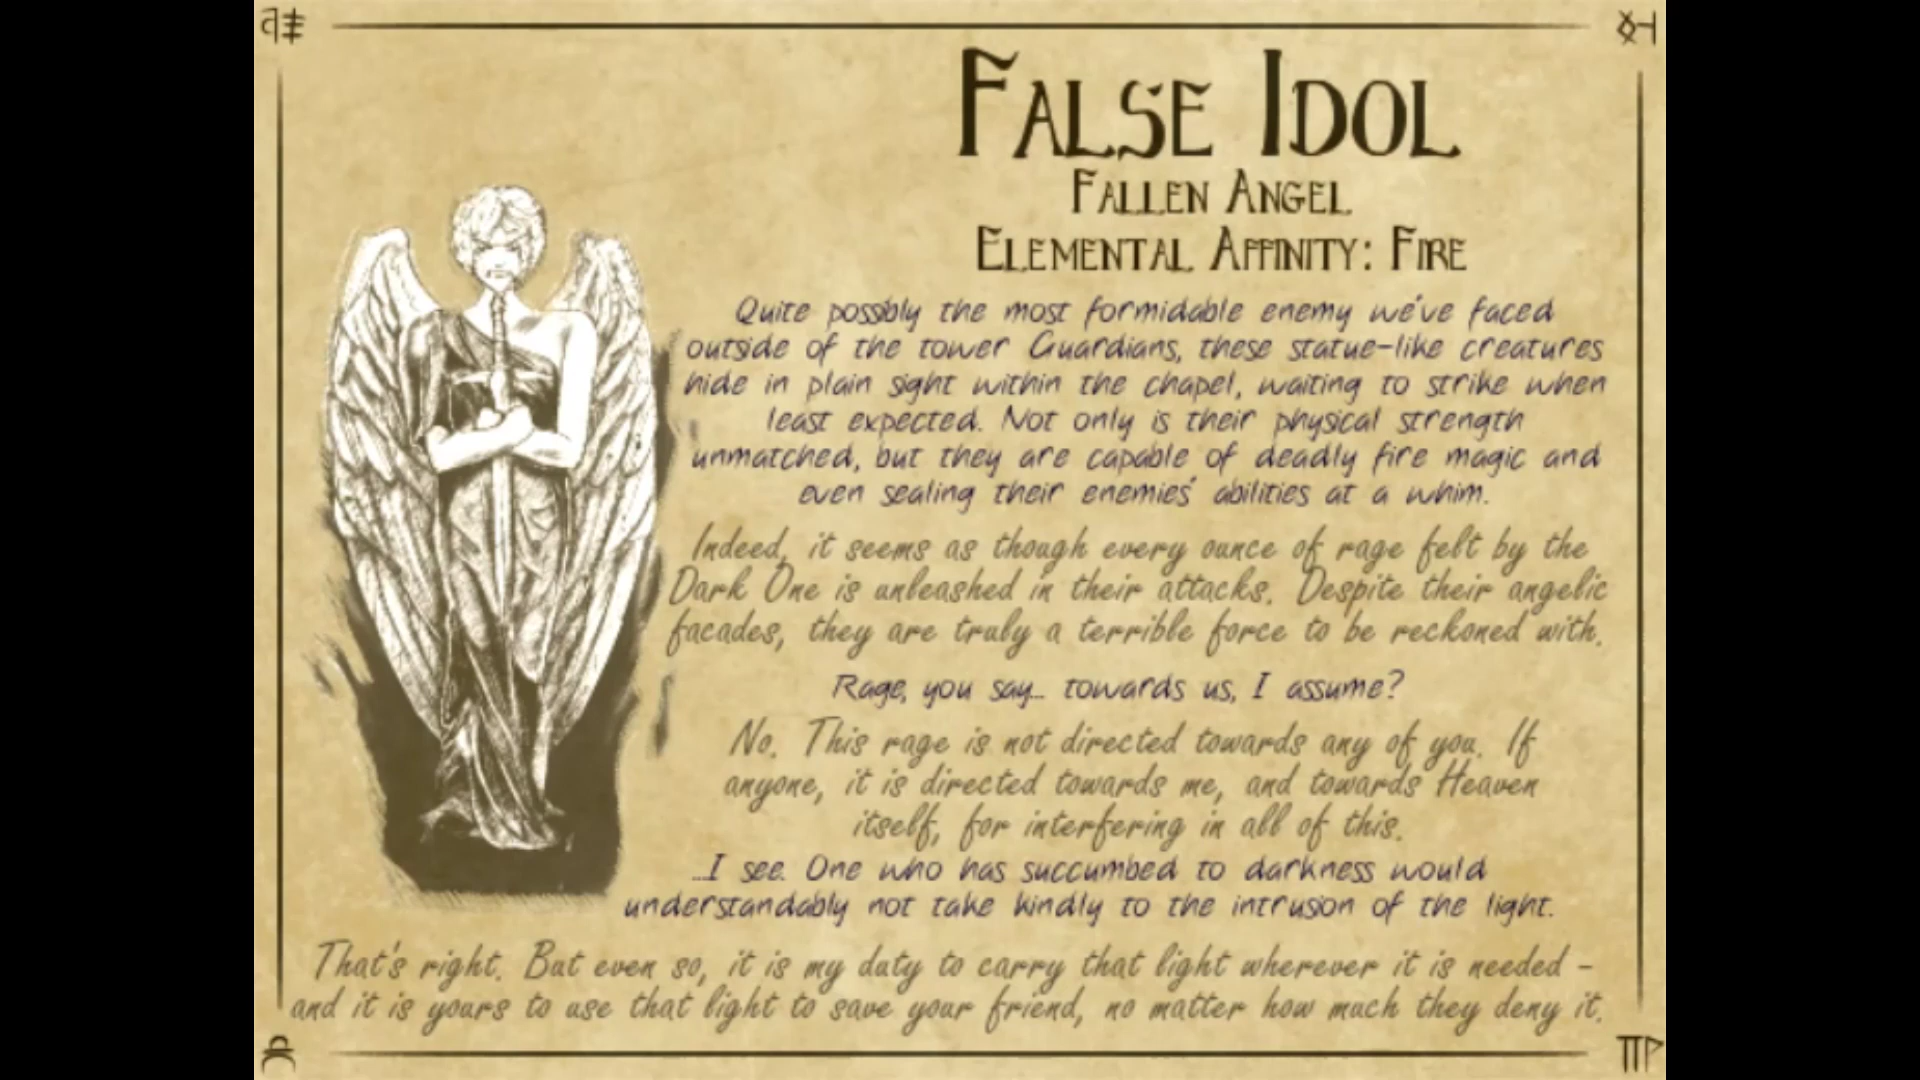 False Idol
Fallen Angel
Elemental Affinity: Fire
Quite possibly the most formidable enemy we've faced
outside of the tower Guardians, these statue-like creatures
hide in plain sight within the chapel, waiting to strike when
least expected. Not only is their physical strength
unmatched, but they are capable of deadly fire magic and
even sealing their enemies' abilities at a whim.
Indeed, it seems as though every ounce of rage felt by the
Dark One is unleashed in their attacks. Despite their angelic
facades, they are truly a terrible force to be reckoned with.
Rage, you say... towards us, I assume?
No. This rage is not directed towards any of you. If
anyone, it is directed towards me, and towards Heaven
itself, for interfering in all of this.
...I see. One who has succumbed to darkness would
understandably not take kindly to the intrusion of the light.
That's right. But even so, it is my duty to carry that light wherever it is needed -
and it is yours to use that light to save your friend, no matter how much they deny it.